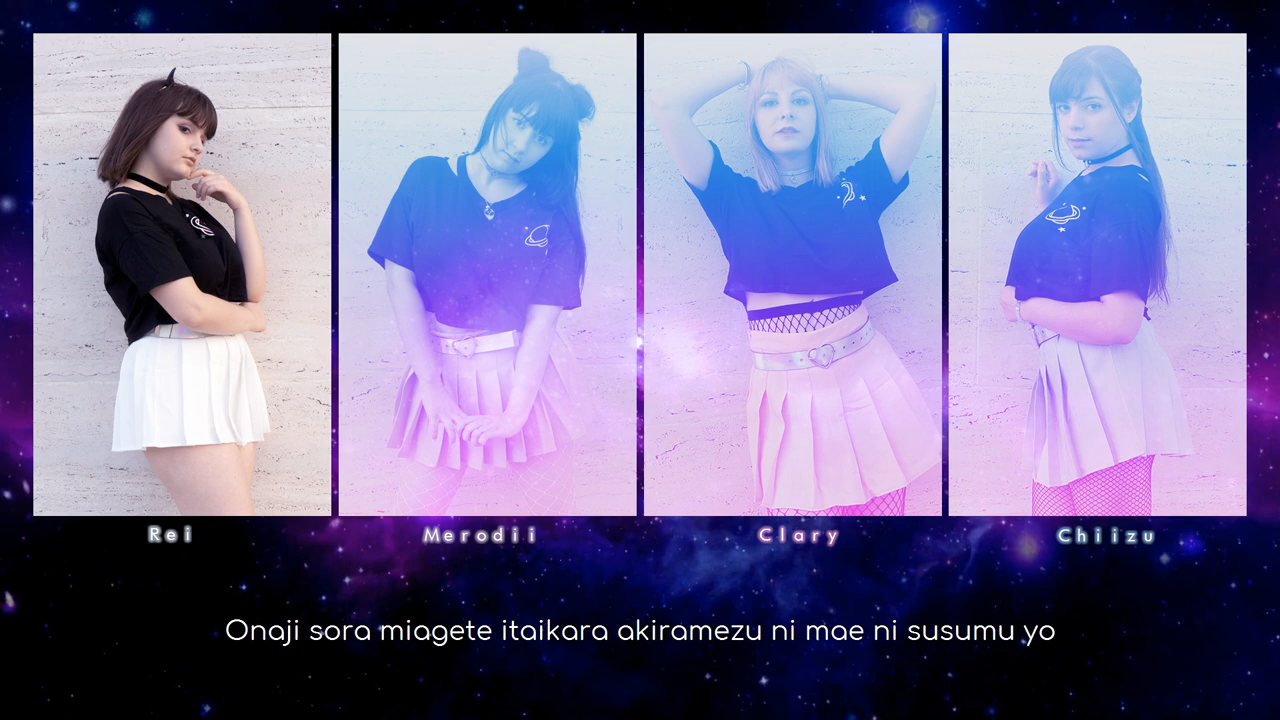 Rei Merodii Clary Chiizu
Onaji sora miagete itaikara akiramezu ni mae ni susumu yo